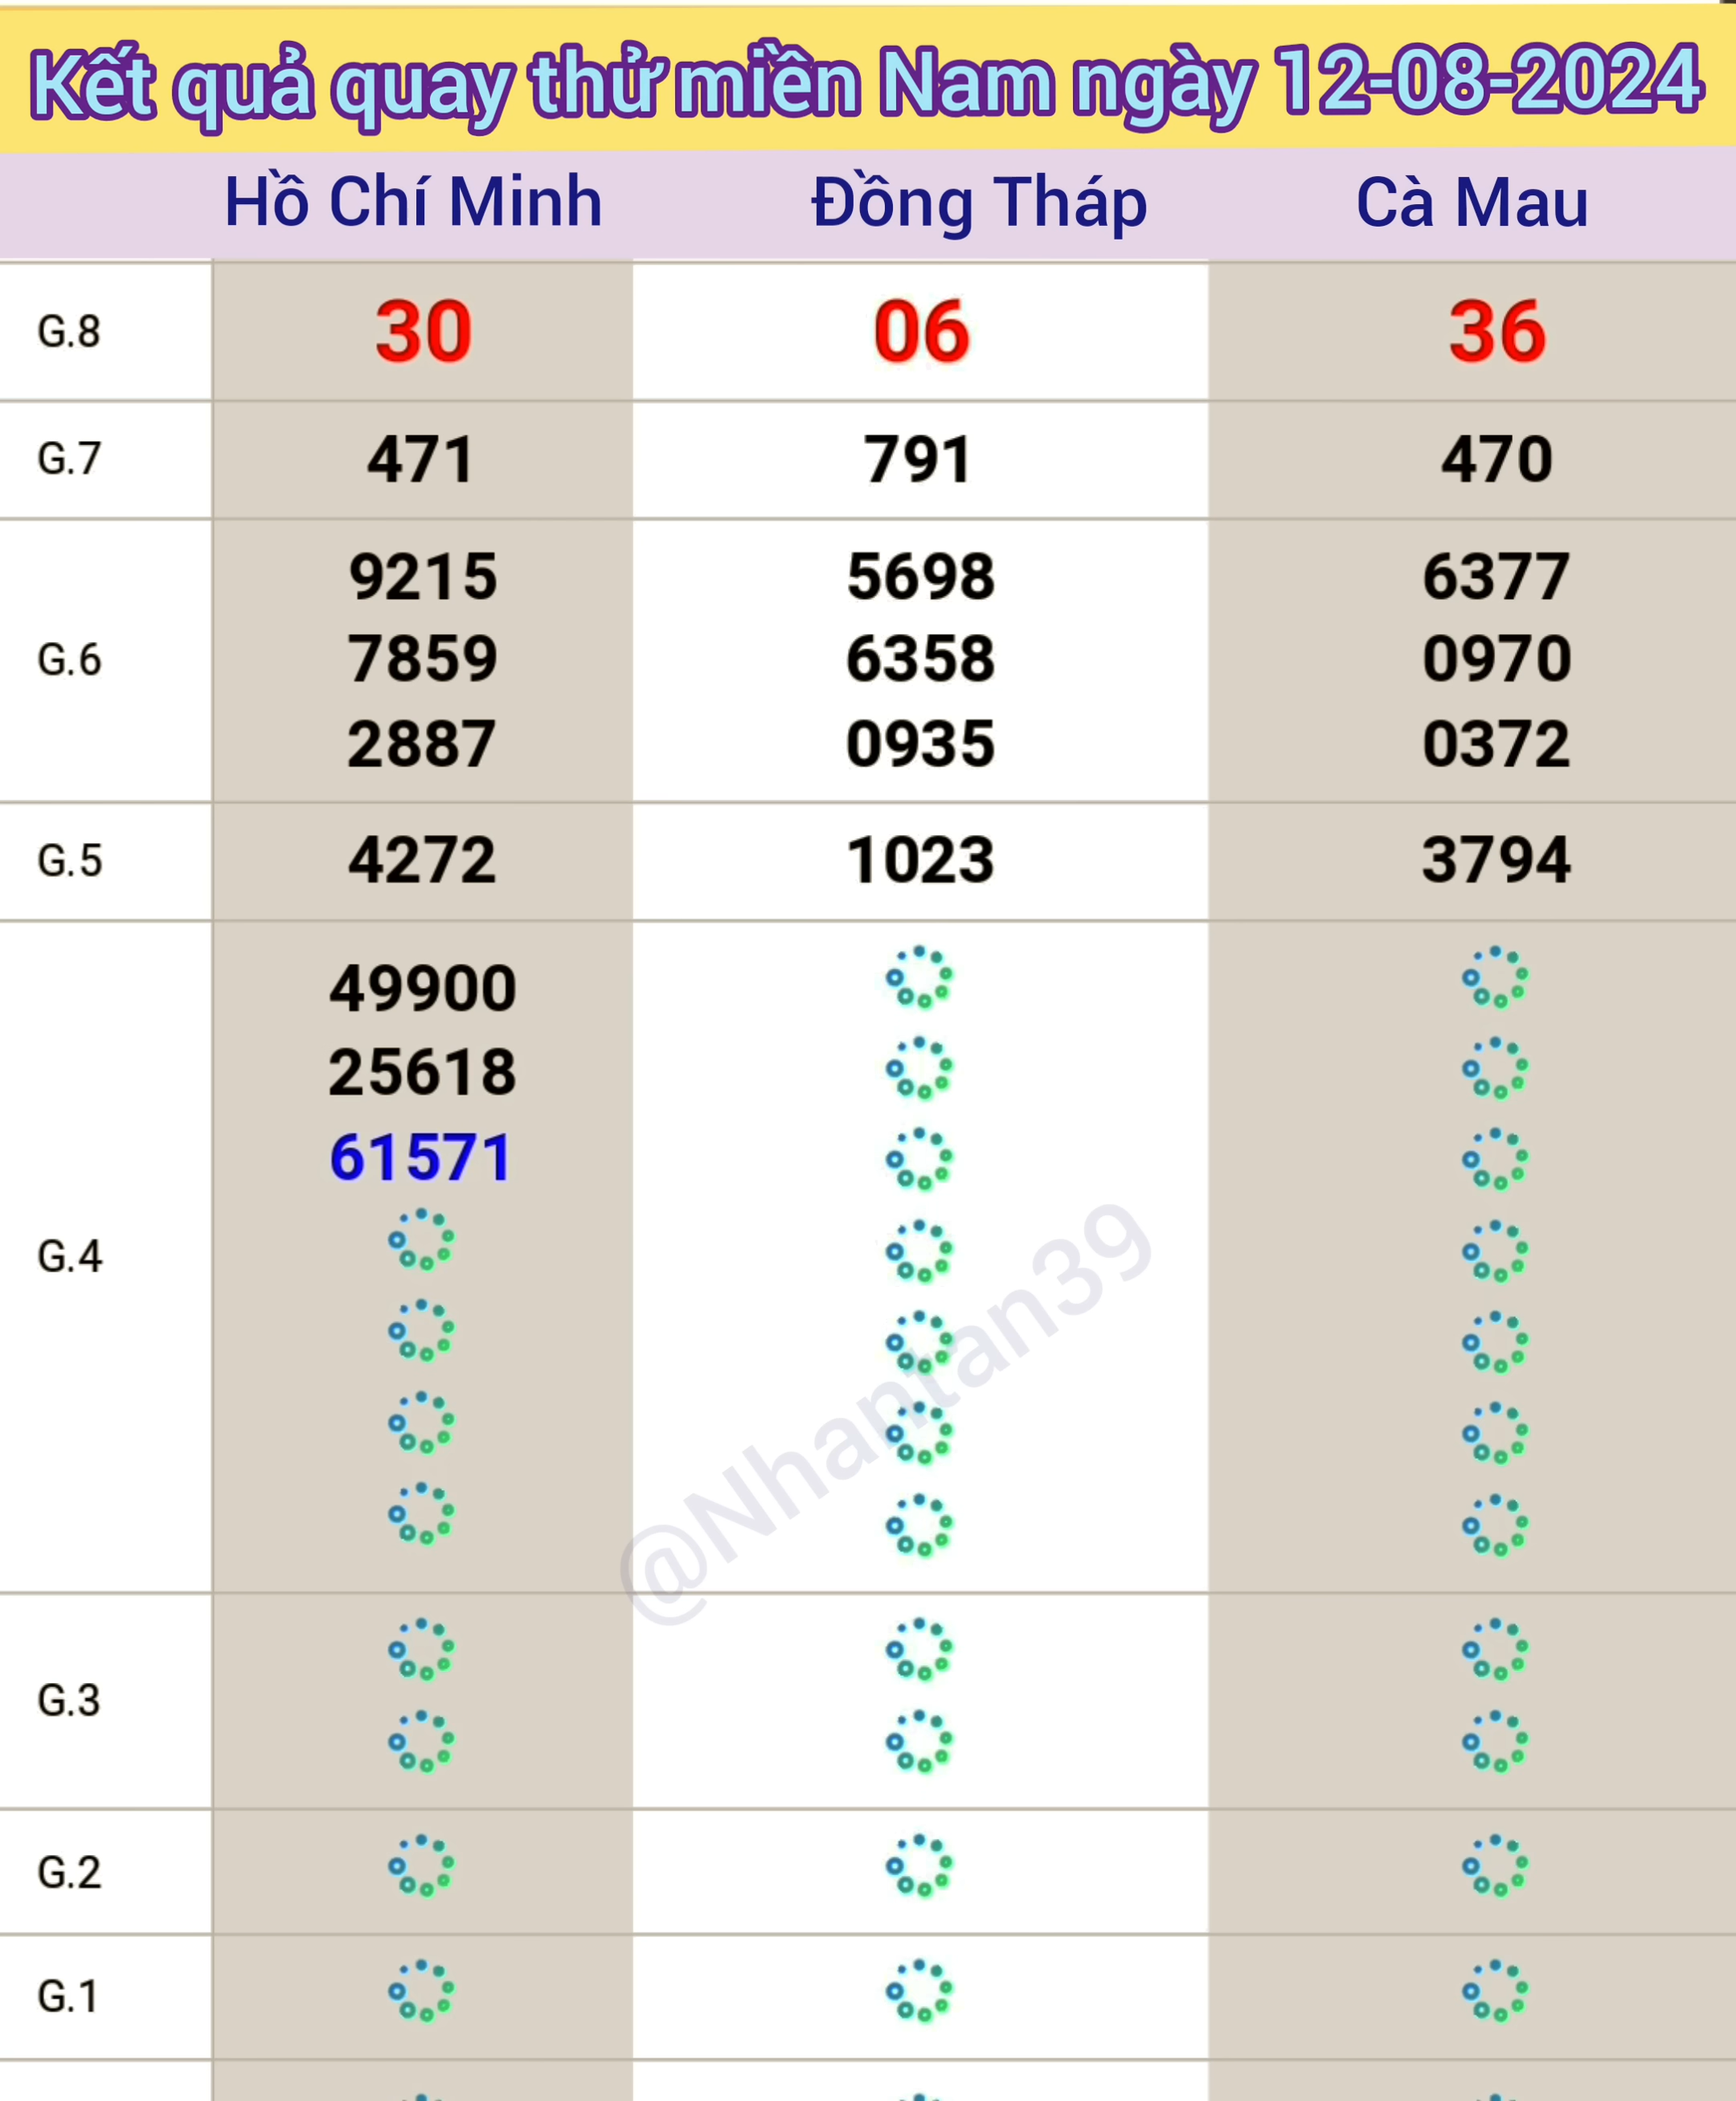 Kết quả quay thử miền Nam ngày 12-08-2024
Hồ Chí Minh Đồng Tháp Cà Mau
G.8 30 06 36
G.7 471 791 470
9215 5698 6377
G.6 7859 6358 0970
2887 0935 0372
G.5 4272 1023 3794
49900
25618
61571
G.4
@Nhantan39
G.3
G.2
G.1